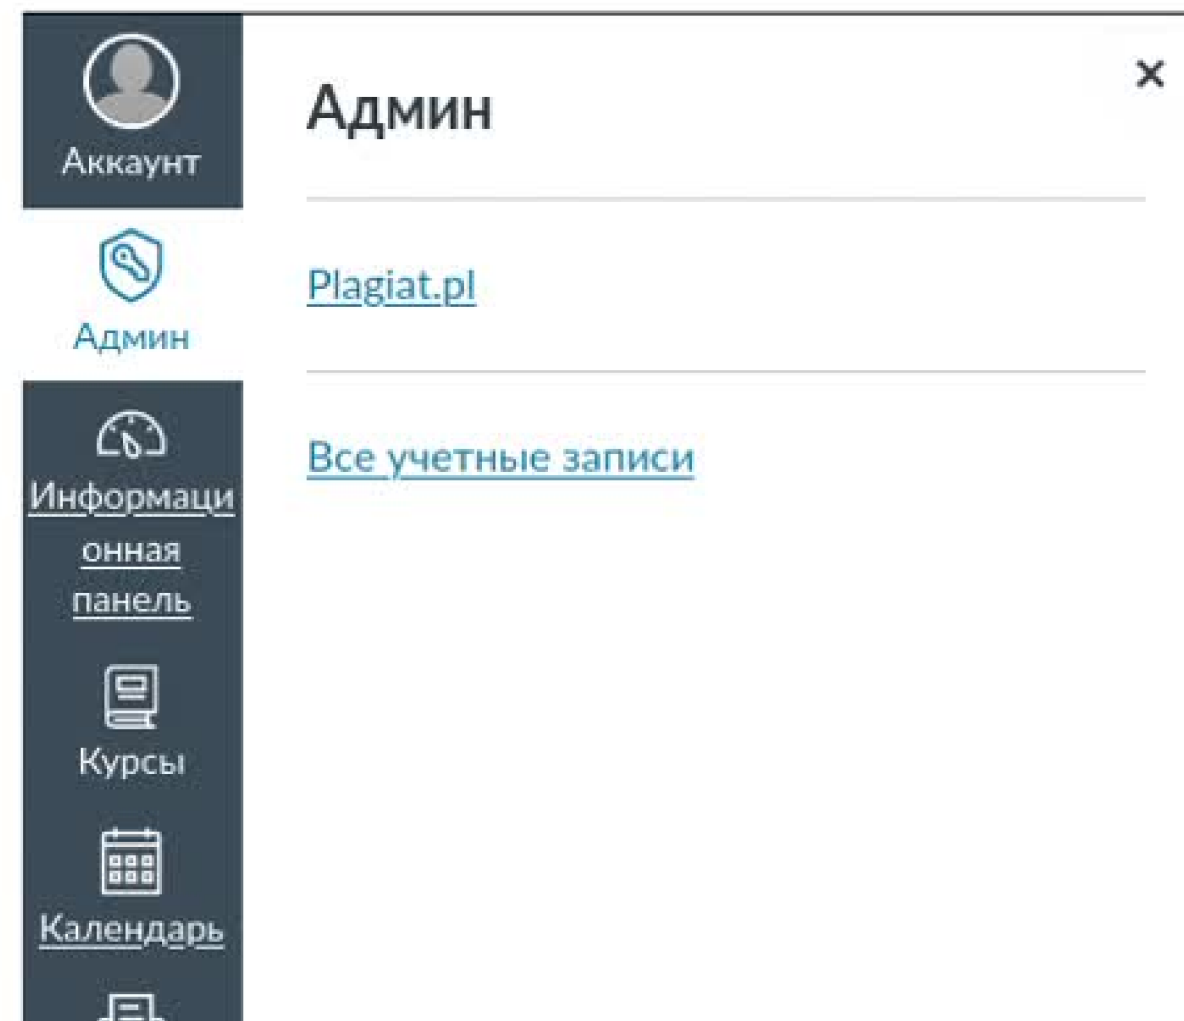 Аккаунт
Админ
Информаци
онная
панель
Курсы
Календарь
Админ
Plagiat.pl
Все учетные записи